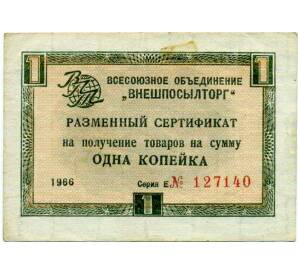 1 1
ВПТ
ВСЕСОЮЗНОЕ ОБЪЕДИНЕНИЕ
„ВНЕШПОСЫЛТОРГ"
РАЗМЕННЫЙ СЕРТИФИКАТ
на получение товаров на сумму
ОДНА КОПЕЙКА
1966 Серия Е № 127140
1